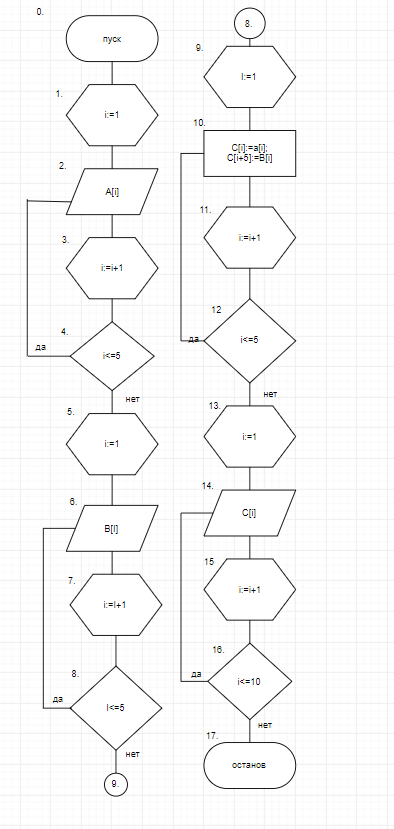 0.
пуск
1.
i:=1
2.
A[i]
3.
i:=i+1
4.
i<=5
да
нет
5.
i:=1
6.
B[I]
7.
i:=I+1
8.
I<=5
да
нет
9.
8.
9.
I:=1
10.
C[i]:=a[i];
C[i+5]:=B[i]
11.
i:=i+1
12
i<=5
да
нет
13.
i:=1
14.
C[i]
15
i:=i+1
16.
i<=10
да
нет
17.
останов